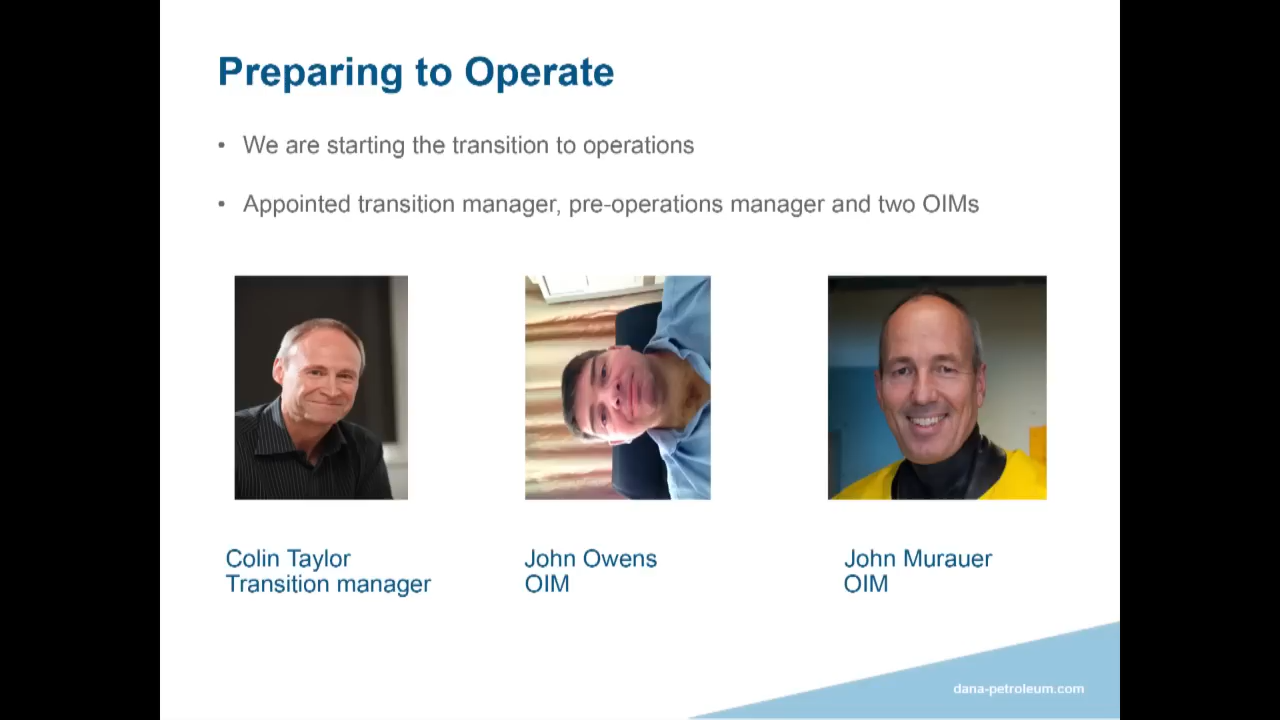 Preparing to Operate
• We are starting the transition to operations
• Appointed transition manager, pre-operations manager and two OIMs
Colin Taylor
Transition manager
John Owens
OIM
John Murauer
OIM
dana-petroleum.com